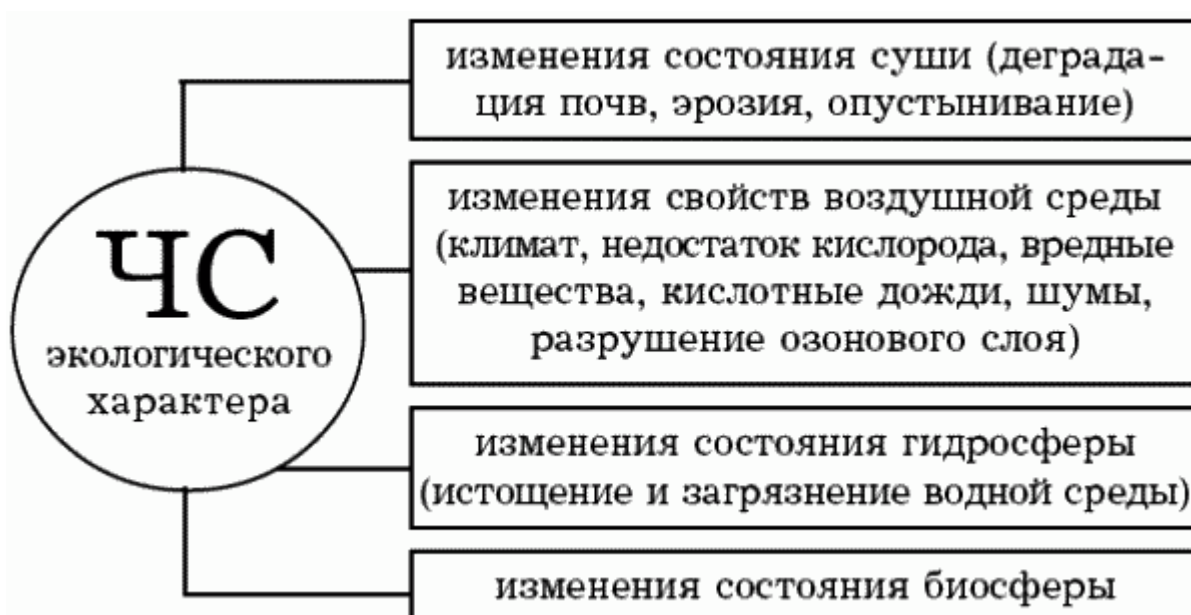 изменения состояния суши (деграда-
ция почв, эрозия, опустынивание)
изменения свойств воздушной среды
(климат, недостаток кислорода, вредные
вещества, кислотные дожди, шумы,
разрушение озонового слоя)
ЧС
экологического
характера
изменения состояния гидросферы
(истощение и загрязнение водной среды)
изменения состояния биосферы